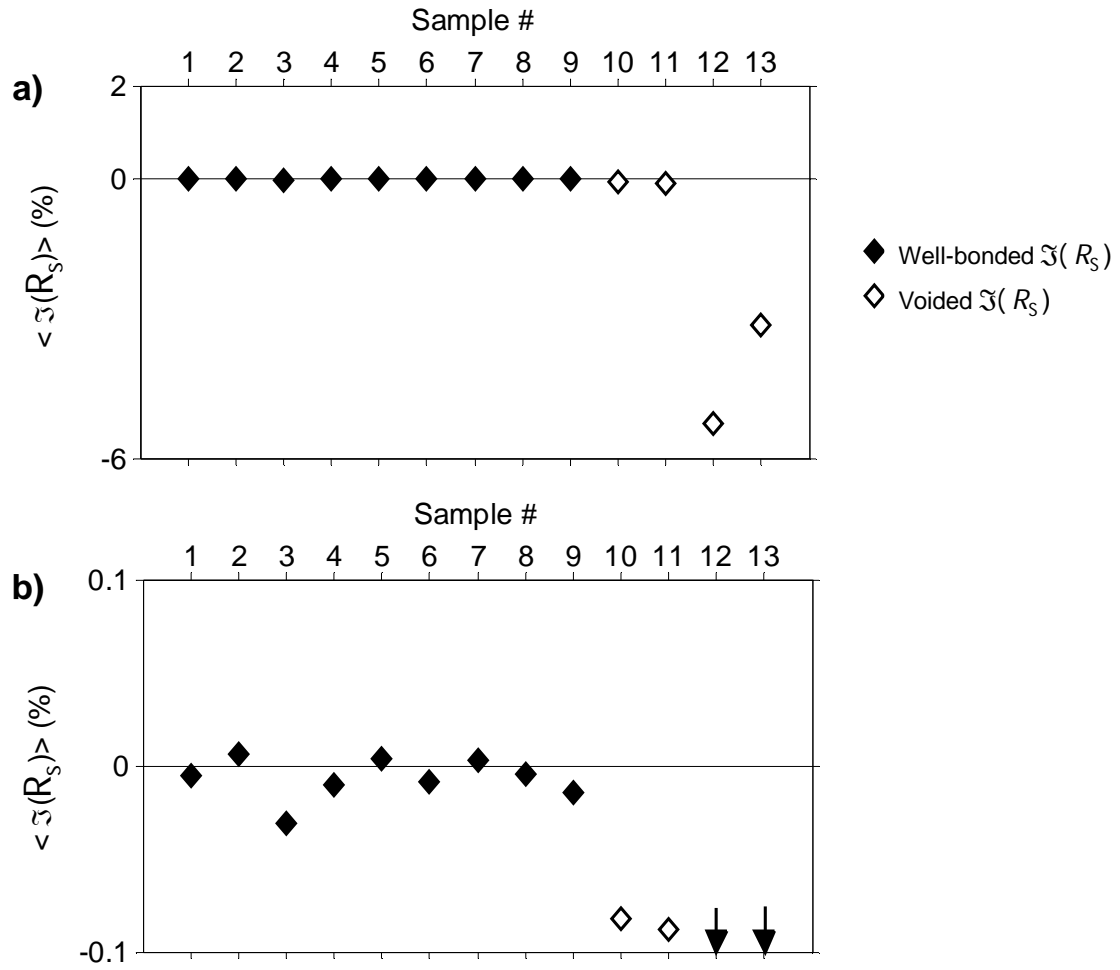 Sample #
1 2 3 4 5 6 7 8 9 10 11 12 13
a)
2
0
-6
< ℑ(R_S)> (%)
Well-bonded ℑ( R_S )
Voided ℑ( R_S )
Sample #
1 2 3 4 5 6 7 8 9 10 11 12 13
b)
0.1
0
-0.1
< ℑ(R_S)> (%)